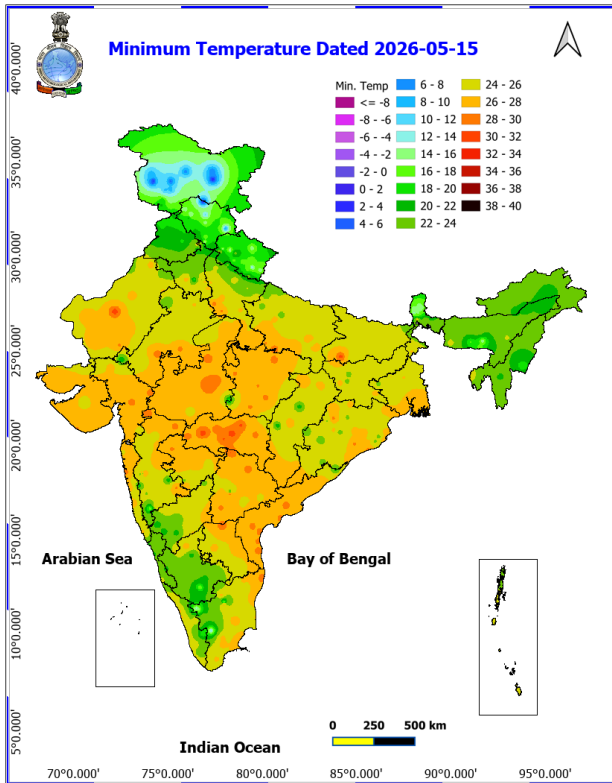 Minimum Temperature Dated 2026-05-15
Min. Temp
<= -8
-8 - -6
-6 - -4
-4 - -2
-2 - 0
0 - 2
2 - 4
4 - 6
6 - 8
8 - 10
10 - 12
12 - 14
14 - 16
16 - 18
18 - 20
20 - 22
22 - 24
24 - 26
26 - 28
28 - 30
30 - 32
32 - 34
34 - 36
36 - 38
38 - 40
40°0.000'
35°0.000'
30°0.000'
25°0.000'
20°0.000'
15°0.000'
10°0.000'
5°0.000'
Arabian Sea
Bay of Bengal
Indian Ocean
0 250 500 km
70°0.000' 75°0.000' 80°0.000' 85°0.000' 90°0.000' 95°0.000'